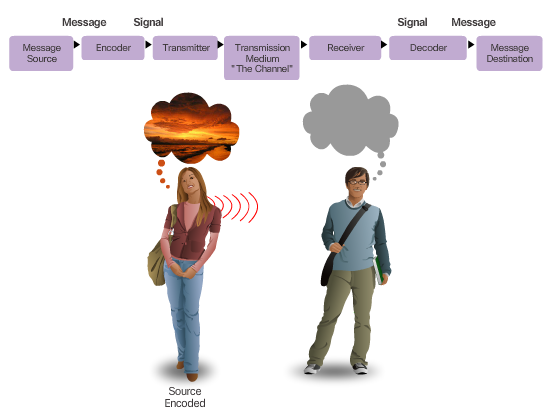 Message Signal Signal Message
Message
Source
Encoder
Transmitter
Transmission
Medium
"The Channel"
Receiver
Decoder
Message
Destination
Source
Encoded